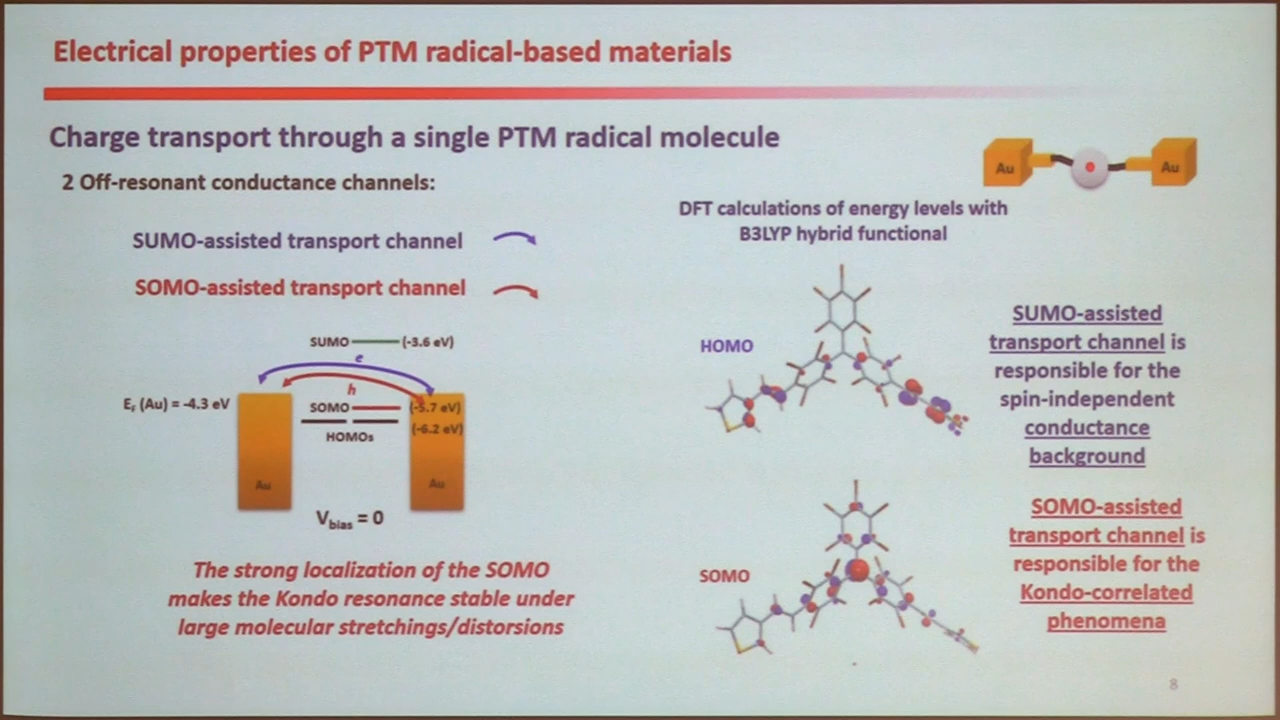 Electrical properties of PTM radical-based materials
Charge transport through a single PTM radical molecule
2 Off-resonant conductance channels:
Au
Au
DFT calculations of energy levels with
B3LYP hybrid functional
SUMO-assisted transport channel
SOMO-assisted transport channel
SUMO (-3.6 eV)
e
h
E_F (Au) = -4.3 eV
SOMO (-5.7 eV)
(-6.2 eV)
HOMOs
Au
Au
V_bias = 0
The strong localization of the SOMO
makes the Kondo resonance stable under
large molecular stretchings/distorsions
HOMO
SOMO
SUMO-assisted
transport channel is
responsible for the
spin-independent
conductance
background
SOMO-assisted
transport channel is
responsible for the
Kondo-correlated
phenomena
8